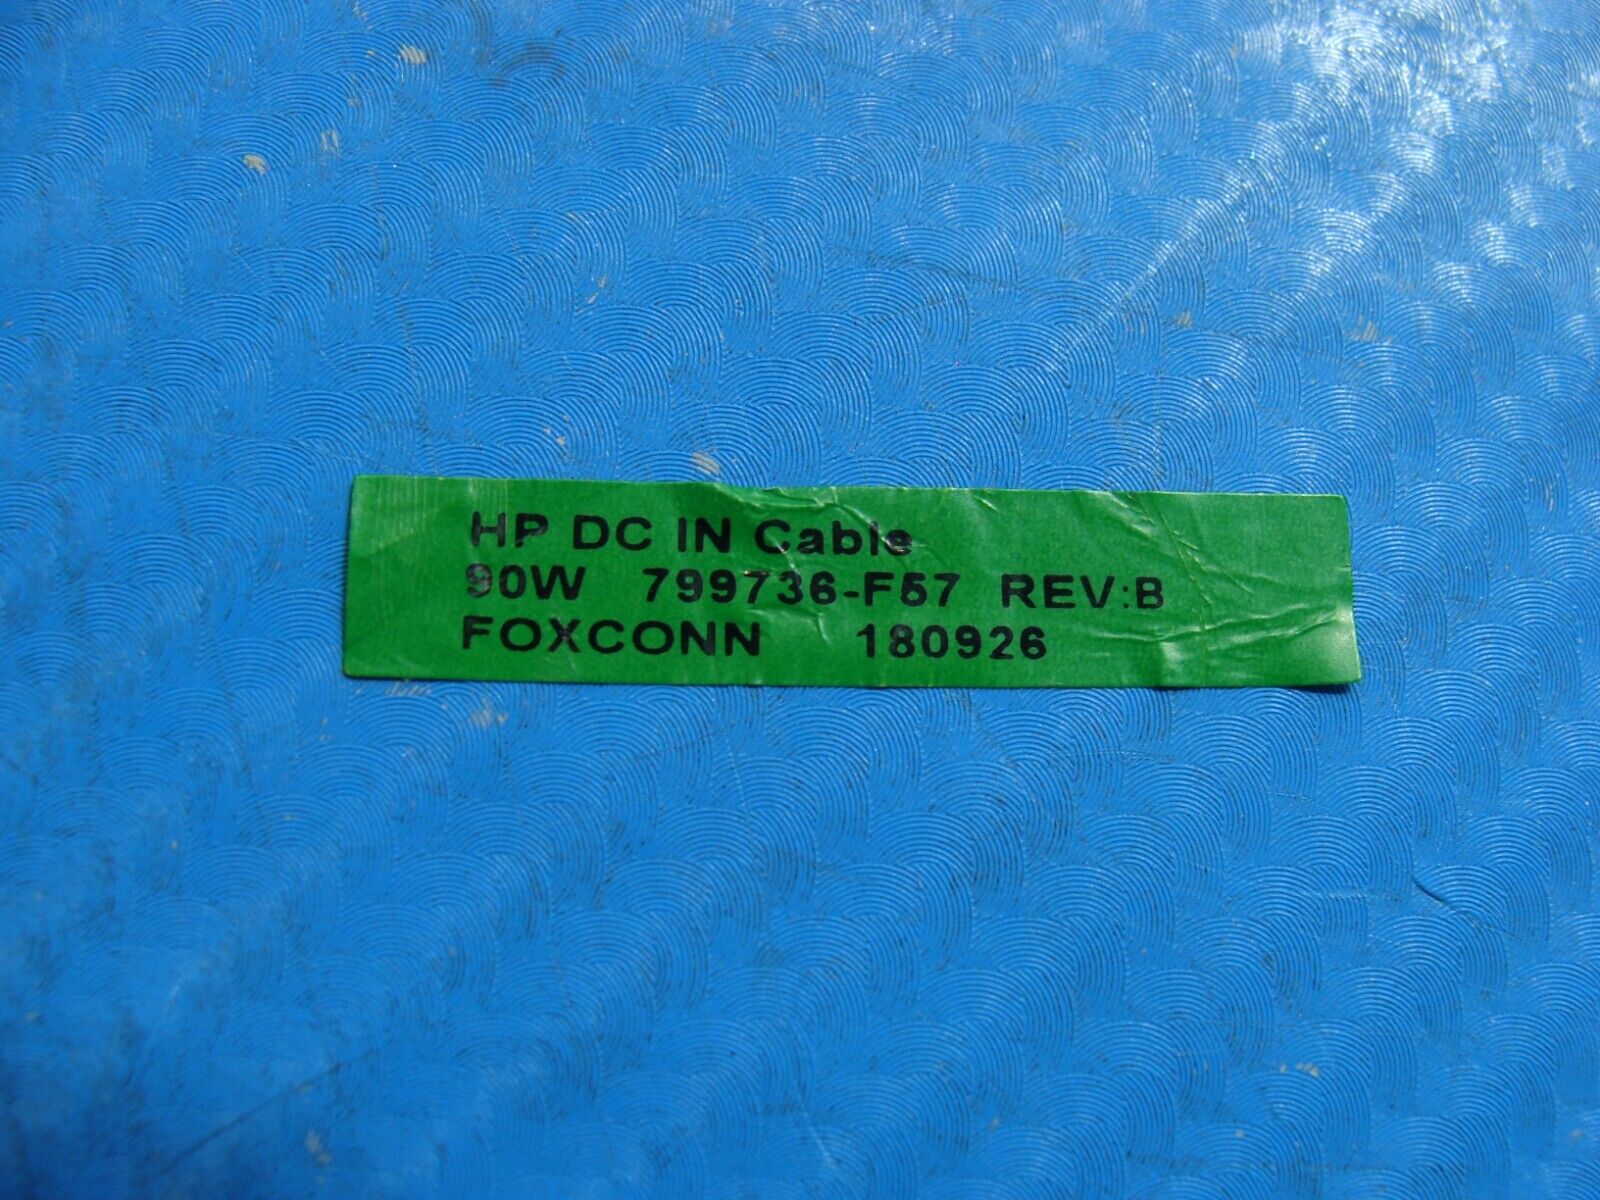 HP DC IN Cable
90W 799736-F57 REV:B
FOXCONN 180926